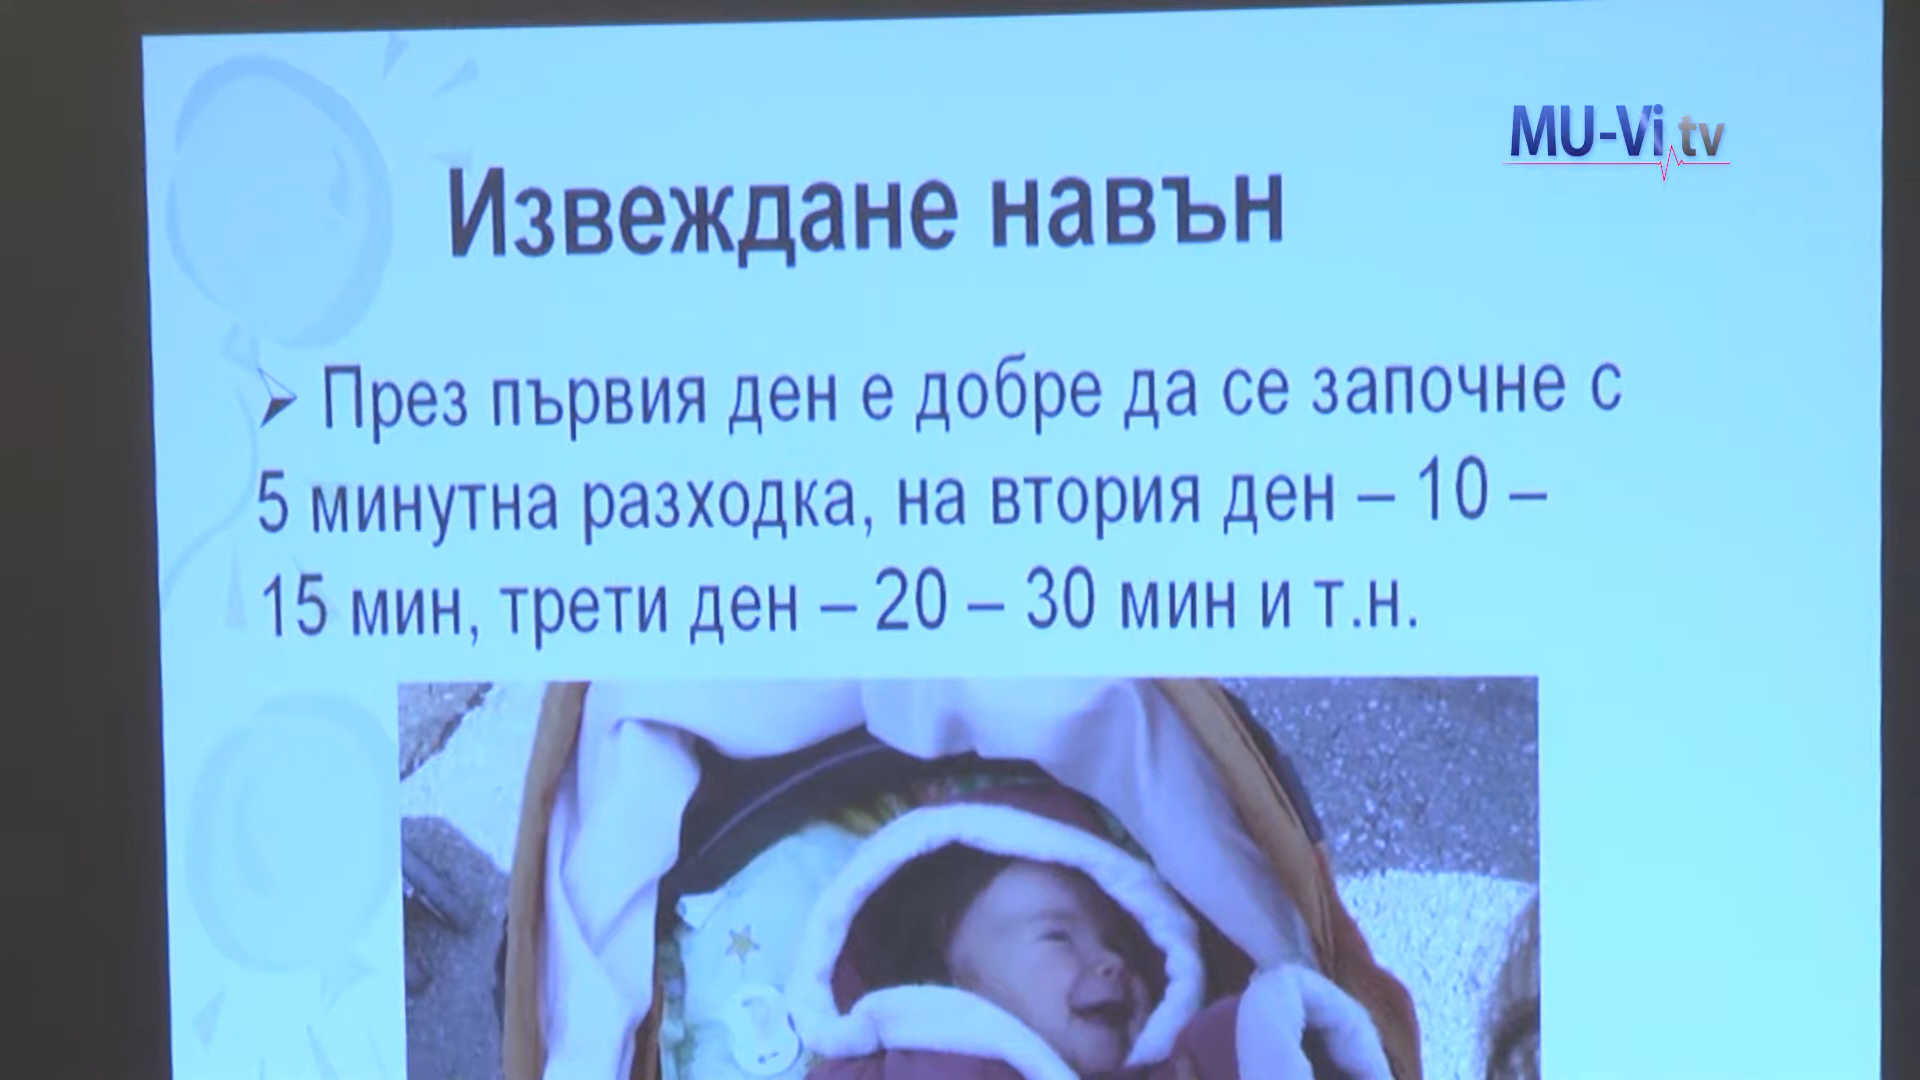 MU-Vi.tv
Извеждане навън
През първия ден е добре да се започне с
5 минутна разходка, на втория ден – 10 –
15 мин, трети ден – 20 – 30 мин и т.н.